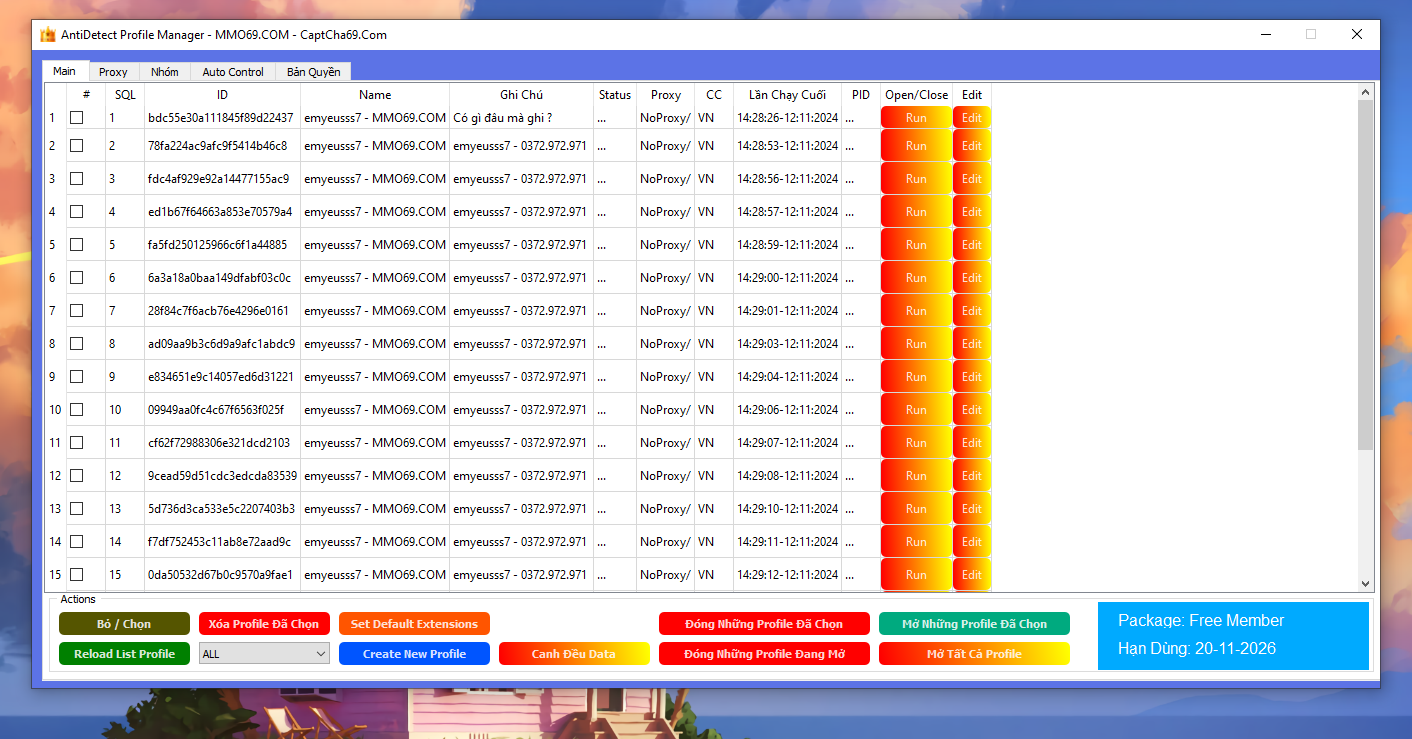 AntiDetect Profile Manager - MMO69.COM - CaptCha69.Com
Main Proxy Nhóm Auto Control Bản Quyền
# SQL ID Name Ghi Chú Status Proxy CC Lần Chạy Cuối PID Open/Close Edit
1 1 bdc55e30a111845f89d22437 emyeusss7 - MMO69.COM Có gì đâu mà ghi ? ... NoProxy/ VN 14:28:26-12:11:2024 ... Run Edit
2 2 78fa224ac9afc9f5414b46c8 emyeusss7 - MMO69.COM emyeusss7 - 0372.972.971 ... NoProxy/ VN 14:28:53-12:11:2024 ... Run Edit
3 3 fdc4af929e92a14477155ac9 emyeusss7 - MMO69.COM emyeusss7 - 0372.972.971 ... NoProxy/ VN 14:28:56-12:11:2024 ... Run Edit
4 4 ed1b67f64663a853e70579a4 emyeusss7 - MMO69.COM emyeusss7 - 0372.972.971 ... NoProxy/ VN 14:28:57-12:11:2024 ... Run Edit
5 5 fa5fd250125966c6f1a44885 emyeusss7 - MMO69.COM emyeusss7 - 0372.972.971 ... NoProxy/ VN 14:28:59-12:11:2024 ... Run Edit
6 6 6a3a18a0baa149dfabf03c0c emyeusss7 - MMO69.COM emyeusss7 - 0372.972.971 ... NoProxy/ VN 14:29:00-12:11:2024 ... Run Edit
7 7 28f84c7f6acb76e4296e0161 emyeusss7 - MMO69.COM emyeusss7 - 0372.972.971 ... NoProxy/ VN 14:29:01-12:11:2024 ... Run Edit
8 8 ad09aa9b3c6d9a9afc1abdc9 emyeusss7 - MMO69.COM emyeusss7 - 0372.972.971 ... NoProxy/ VN 14:29:03-12:11:2024 ... Run Edit
9 9 e834651e9c14057ed6d31221 emyeusss7 - MMO69.COM emyeusss7 - 0372.972.971 ... NoProxy/ VN 14:29:04-12:11:2024 ... Run Edit
10 10 09949aa0fc4c67f6563f025f emyeusss7 - MMO69.COM emyeusss7 - 0372.972.971 ... NoProxy/ VN 14:29:06-12:11:2024 ... Run Edit
11 11 cf62f72988306e321dcd2103 emyeusss7 - MMO69.COM emyeusss7 - 0372.972.971 ... NoProxy/ VN 14:29:07-12:11:2024 ... Run Edit
12 12 9cead59d51cdc3edcda83539 emyeusss7 - MMO69.COM emyeusss7 - 0372.972.971 ... NoProxy/ VN 14:29:08-12:11:2024 ... Run Edit
13 13 5d736d3ca533e5c2207403b3 emyeusss7 - MMO69.COM emyeusss7 - 0372.972.971 ... NoProxy/ VN 14:29:10-12:11:2024 ... Run Edit
14 14 f7df752453c11ab8e72aad9c emyeusss7 - MMO69.COM emyeusss7 - 0372.972.971 ... NoProxy/ VN 14:29:11-12:11:2024 ... Run Edit
15 15 0da50532d67b0c9570a9fae1 emyeusss7 - MMO69.COM emyeusss7 - 0372.972.971 ... NoProxy/ VN 14:29:12-12:11:2024 ... Run Edit
Actions
Bỏ / Chọn Xóa Profile Đã Chọn Set Default Extensions Đóng Những Profile Đã Chọn Mở Những Profile Đã Chọn Package: Free Member
Reload List Profile ALL Create New Profile Canh Đều Data Đóng Những Profile Đang Mở Mở Tất Cả Profile Hạn Dùng: 20-11-2026